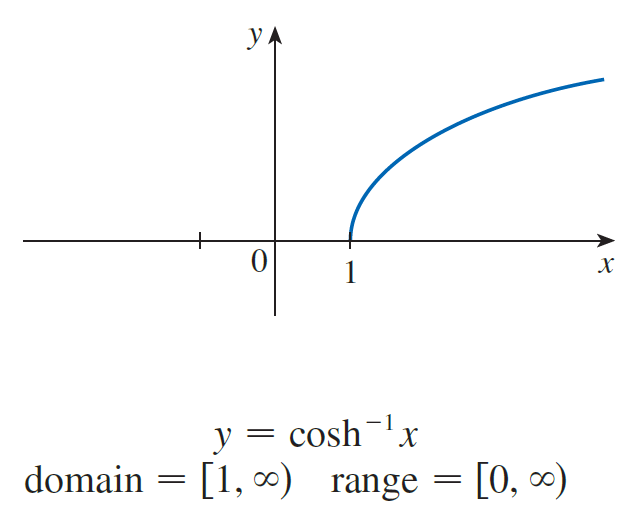 y
0
1
x
y = cosh⁻¹x
domain = [1, ∞) range = [0, ∞)